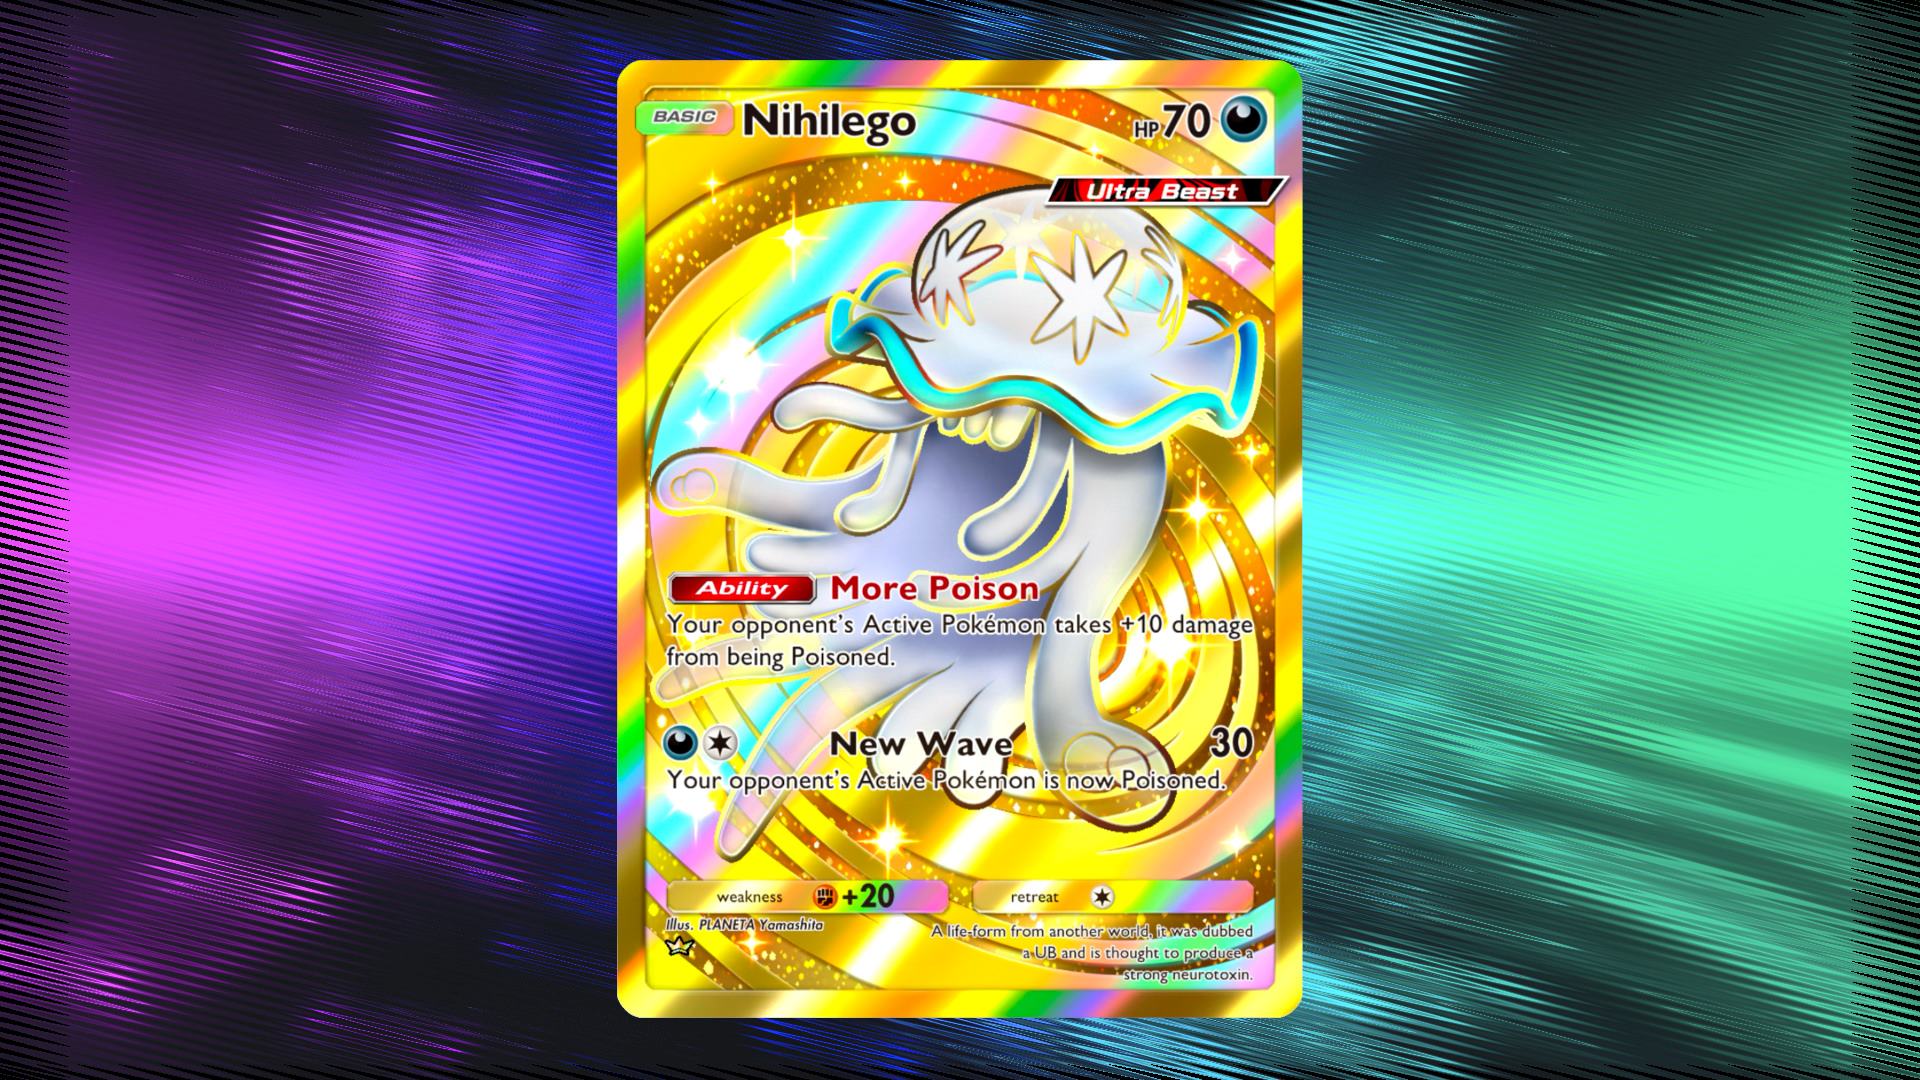 BASIC Nihilego HP 70
Ultra Beast
Ability More Poison
Your opponent's Active Pokémon takes +10 damage
from being Poisoned.
New Wave 30
Your opponent's Active Pokémon is now Poisoned.
weakness +20 retreat
Illus. PLANETA Yamashita
A life-form from another world, it was dubbed
a UB and is thought to produce a
strong neurotoxin.